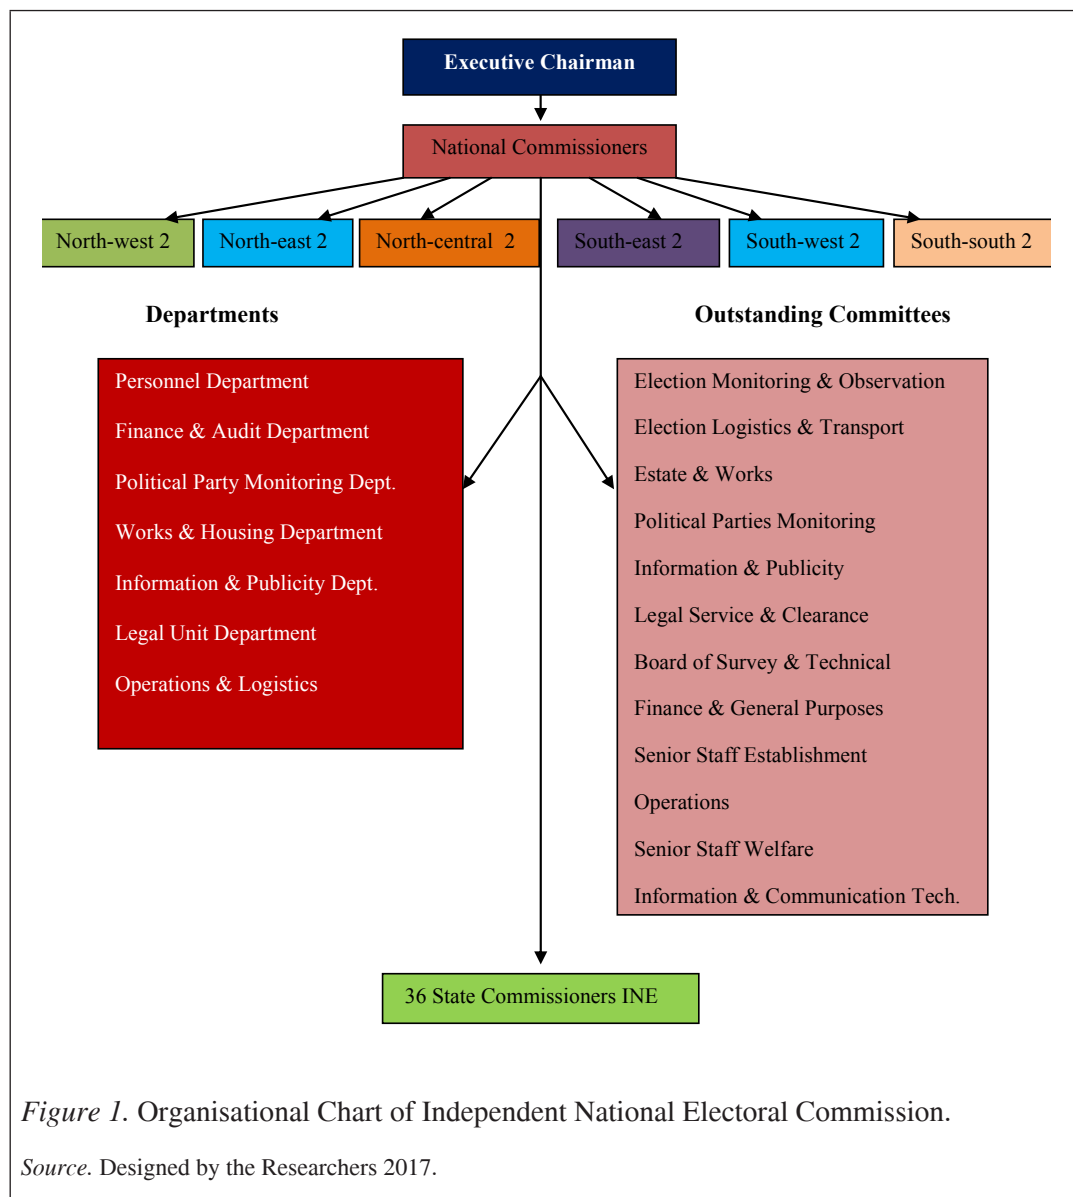 Executive Chairman
National Commissioners
North-west 2
North-east 2
North-central 2
South-east 2
South-west 2
South-south 2
Departments
Personnel Department
Finance & Audit Department
Political Party Monitoring Dept.
Works & Housing Department
Information & Publicity Dept.
Legal Unit Department
Operations & Logistics
Outstanding Committees
Election Monitoring & Observation
Election Logistics & Transport
Estate & Works
Political Parties Monitoring
Information & Publicity
Legal Service & Clearance
Board of Survey & Technical
Finance & General Purposes
Senior Staff Establishment
Operations
Senior Staff Welfare
Information & Communication Tech.
36 State Commissioners INE
Figure 1. Organisational Chart of Independent National Electoral Commission.
Source. Designed by the Researchers 2017.